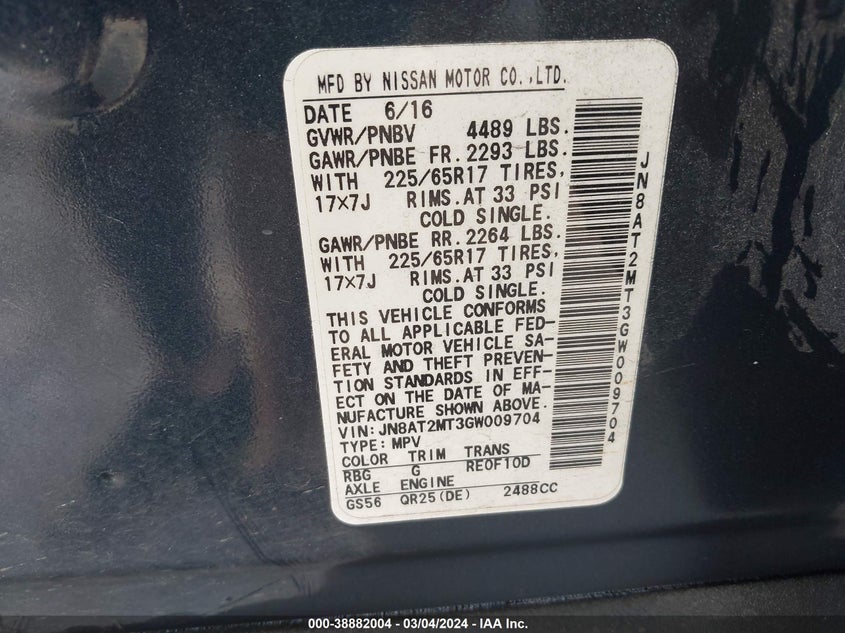 MFD BY NISSAN MOTOR CO.,LTD.
DATE 6/16
GVWR/PNBV 4489 LBS.
GAWR/PNBE FR. 2293 LBS.
WITH 225/65R17 TIRES,
17×7J RIMS. AT 33 PSI
COLD SINGLE.
GAWR/PNBE RR. 2264 LBS.
WITH 225/65R17 TIRES,
17×7J RIMS. AT 33 PSI
COLD SINGLE.
THIS VEHICLE CONFORMS
TO ALL APPLICABLE FED-
ERAL MOTOR VEHICLE SA-
FETY AND THEFT PREVEN-
TION STANDARDS IN EFF-
ECT ON THE DATE OF MA-
NUFACTURE SHOWN ABOVE.
VIN: JN8AT2MT3GW009704
TYPE: MPV
COLOR TRIM TRANS
RBG G RE0F10D
AXLE ENGINE
GS56 QR25(DE) 2488CC
JN8AT2MT3GW009704
000-38882004 - 03/04/2024 - IAA Inc.